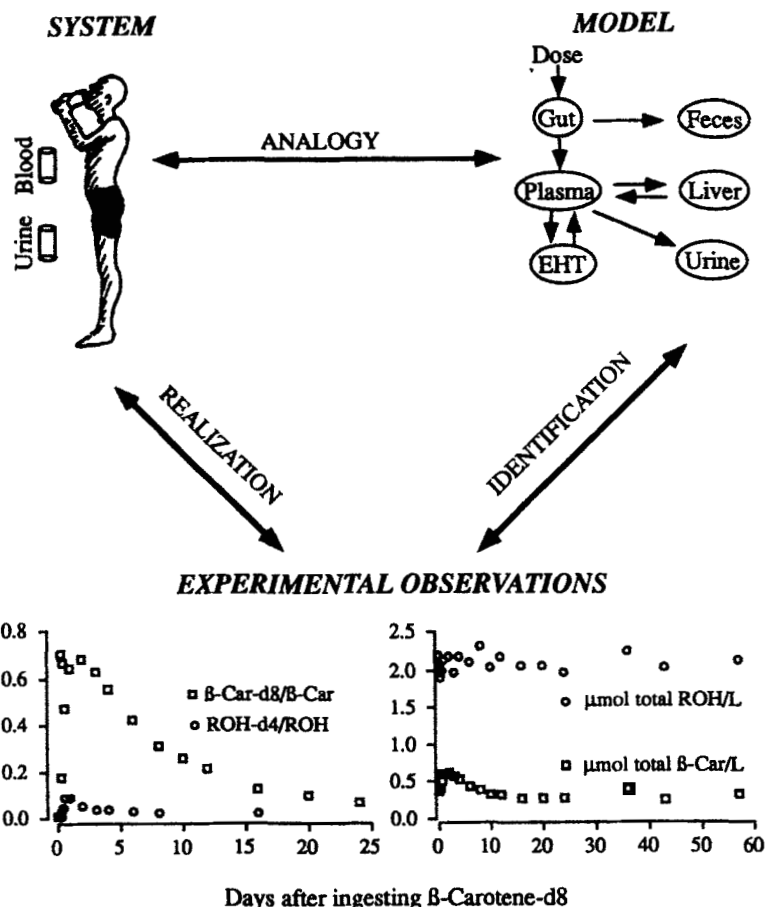 SYSTEM
MODEL
Dose
Gut
Feces
ANALOGY
Blood
Plasma
Liver
Urine
EHT
Urine
REALIZATION
IDENTIFICATION
EXPERIMENTAL OBSERVATIONS
0.8
0.6
0.4
0.2
0.0
ß-Car-d8/ß-Car
ROH-d4/ROH
0
5
10
15
20
25
2.5
2.0
1.5
1.0
0.5
0.0
µmol total ROH/L
µmol total ß-Car/L
0
10
20
30
40
50
60
Days after ingesting ß-Carotene-d8